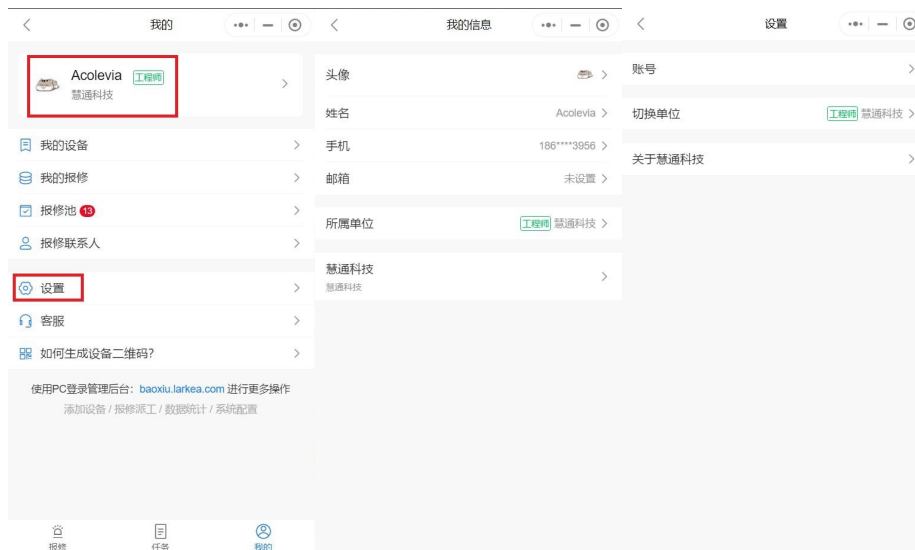 我的
Acolevia 工程师
慧通科技
我的设备
我的报修
报修池 13
报修联系人
设置
客服
如何生成设备二维码?
使用PC登录管理后台：baoxiu.larkea.com 进行更多操作
添加设备 / 报修派工 / 数据统计 / 系统配置
报修
任务
我的
我的信息
头像
姓名 Acolevia
手机 186****3956
邮箱 未设置
所属单位 工程师 慧通科技
慧通科技
慧通科技
设置
账号
切换单位 工程师 慧通科技
关于慧通科技